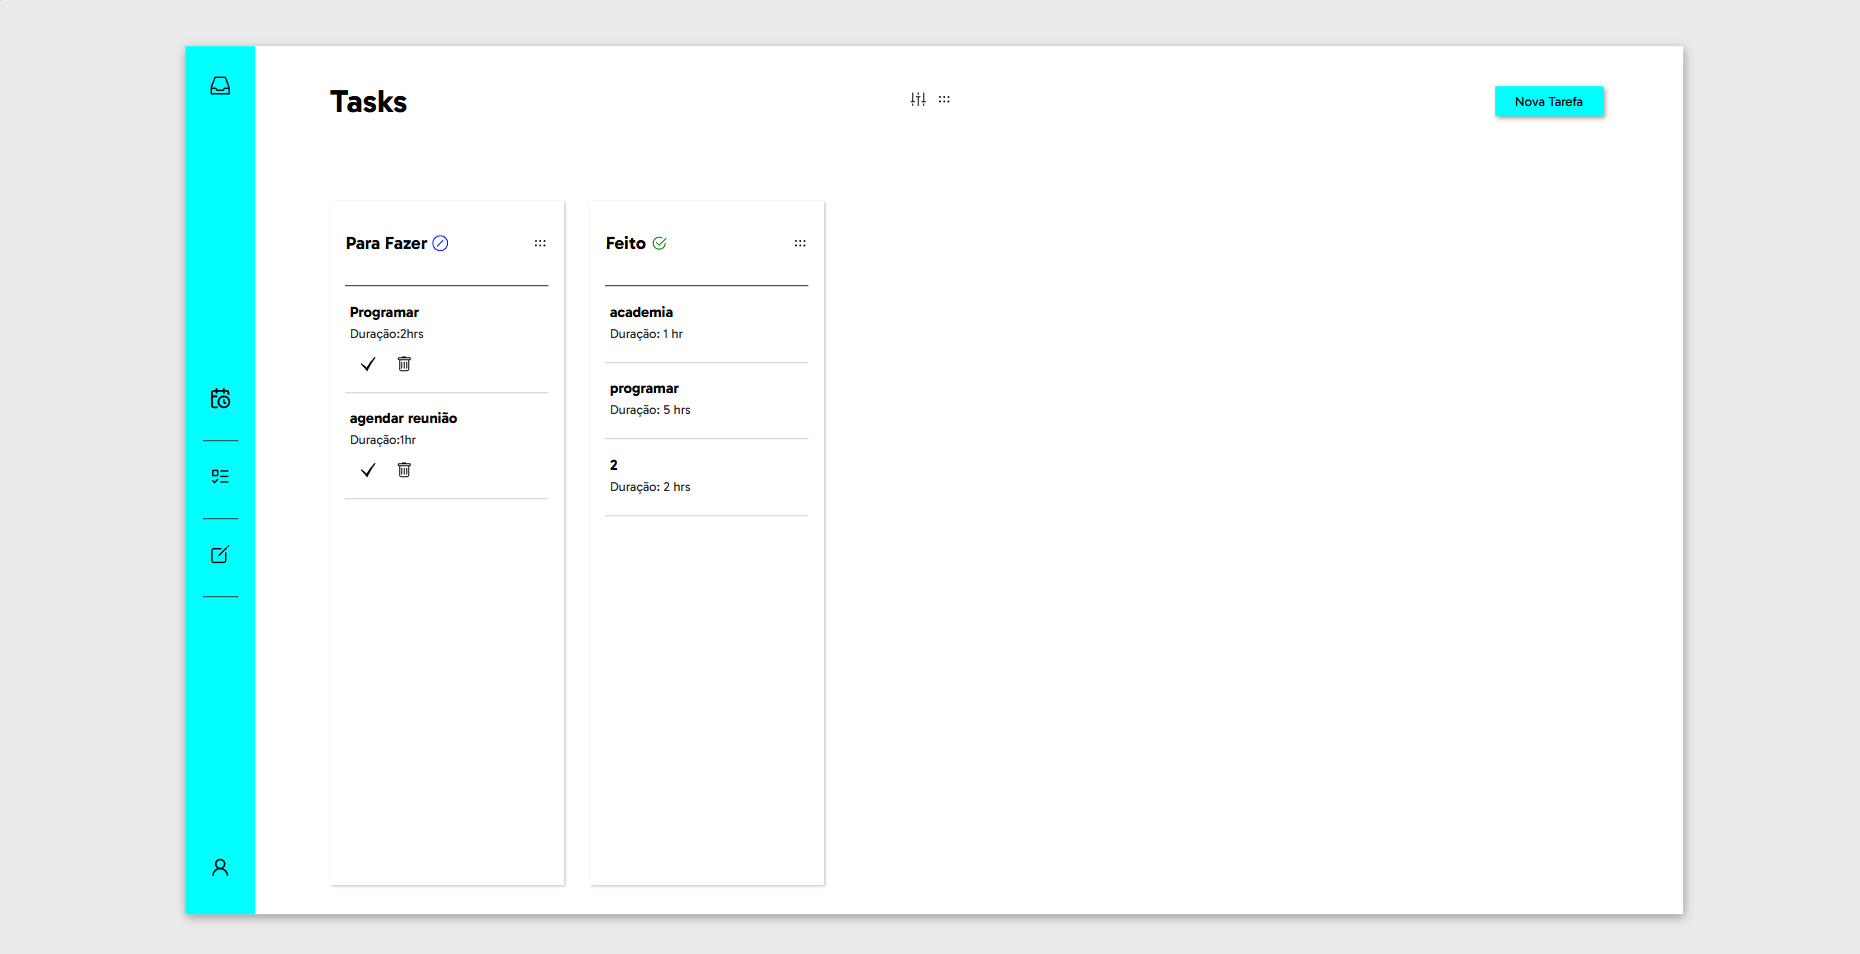 Tasks
Nova Tarefa
Para Fazer
Programar
Duração:2hrs
agendar reunião
Duração:1hr
Feito
academia
Duração: 1 hr
programar
Duração: 5 hrs
2
Duração: 2 hrs